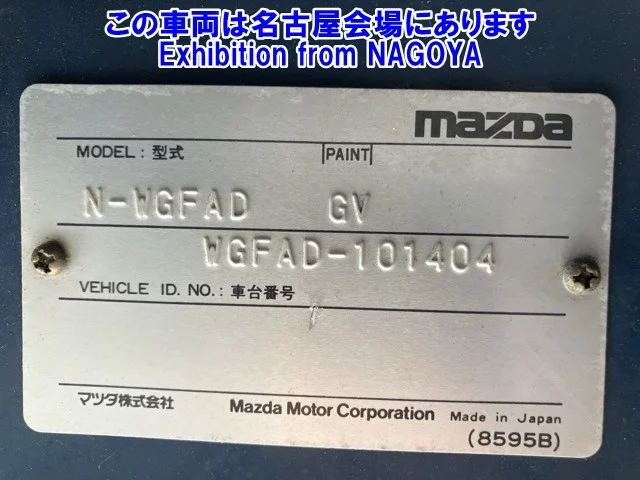 この車両は名古屋会場にあります
Exhibition from NAGOYA
mazda
MODEL : 型式 PAINT
N-WGFAD GV
WGFAD-101404
VEHICLE ID. NO. : 車台番号
マツダ株式会社 Mazda Motor Corporation Made in Japan
(8595B)